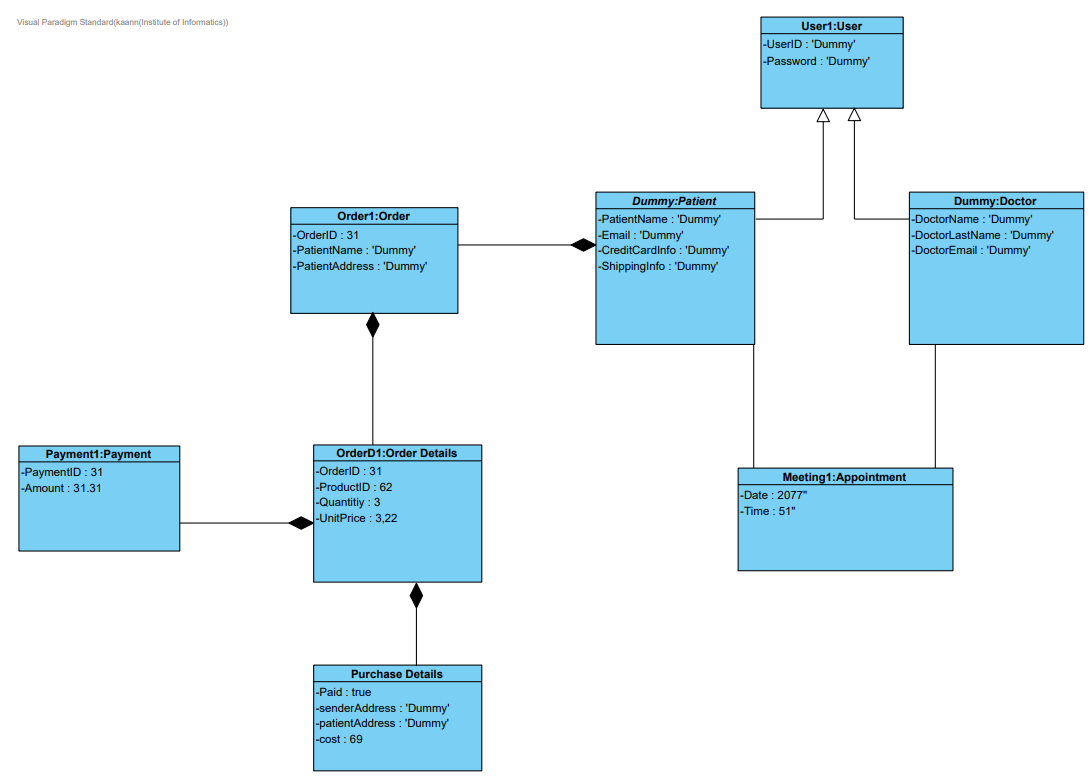 Visual Paradigm Standard(kaann(Institute of Informatics))
User1:User
-UserID : 'Dummy'
-Password : 'Dummy'
Order1:Order
-OrderID : 31
-PatientName : 'Dummy'
-PatientAddress : 'Dummy'
Dummy:Patient
-PatientName : 'Dummy'
-Email : 'Dummy'
-CreditCardInfo : 'Dummy'
-ShippingInfo : 'Dummy'
Dummy:Doctor
-DoctorName : 'Dummy'
-DoctorLastName : 'Dummy'
-DoctorEmail : 'Dummy'
Payment1:Payment
-PaymentID : 31
-Amount : 31.31
OrderD1:Order Details
-OrderID : 31
-ProductID : 62
-Quantitiy : 3
-UnitPrice : 3,22
Meeting1:Appointment
-Date : 2077"
-Time : 51"
Purchase Details
-Paid : true
-senderAddress : 'Dummy'
-patientAddress : 'Dummy'
-cost : 69